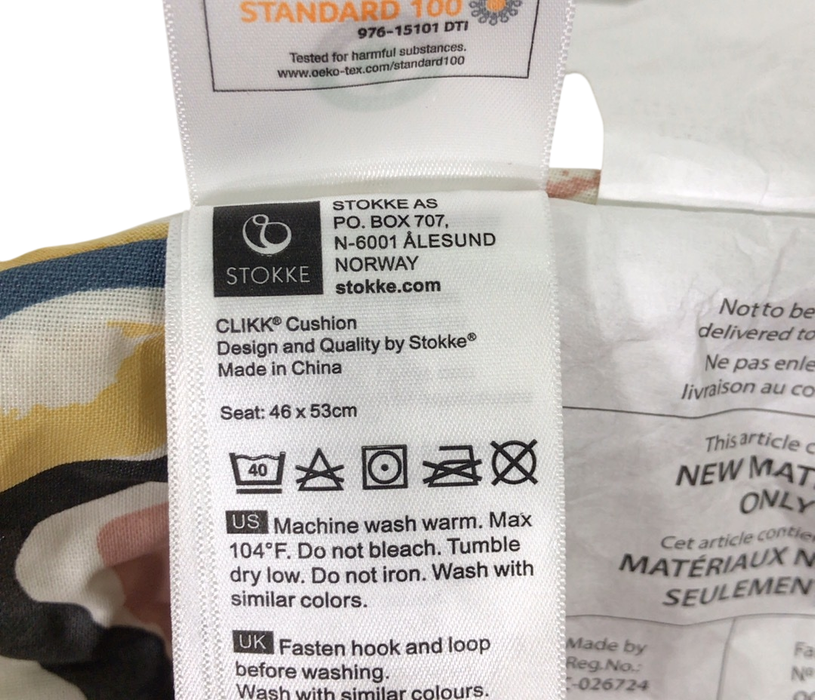 STANDARD 100
976-15101 DTI
Tested for harmful substances.
www.oeko-tex.com/standard100
STOKKE
STOKKE AS
PO. BOX 707,
N-6001 ÅLESUND
NORWAY
stokke.com
CLIKK® Cushion
Design and Quality by Stokke®
Made in China
Seat: 46 x 53cm
40
US Machine wash warm. Max
104°F. Do not bleach. Tumble
dry low. Do not iron. Wash with
similar colors.
UK Fasten hook and loop
before washing.
Wash with similar colours.
Not to be
delivered to
Ne pas enle
livraison au co
This article c
NEW MAT
ONLY
Cet article contie
MATÉRIAUX N
SEULEMEN
Made by
Reg.No.:
-026724
Fa
Nº